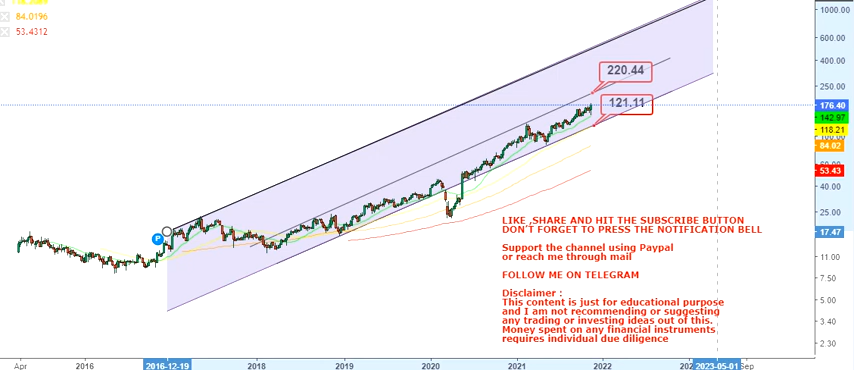 84.0196
53.4312
1000.00
600.00
400.00
220.44
250.00
121.11
176.40
142.97
118.21
84.02
53.43
40.00
25.00
17.47
11.00
7.50
5.00
3.40
2.30
LIKE ,SHARE AND HIT THE SUBSCRIBE BUTTON
DON'T FORGET TO PRESS THE NOTIFICATION BELL
Support the channel using Paypal
or reach me through mail
FOLLOW ME ON TELEGRAM
Disclaimer :
This content is just for educational purpose
and I am not recommending or suggesting
any trading or investing ideas out of this.
Money spent on any financial instruments
requires individual due diligence
P
Apr 2016 2016-12-19 2018 2019 2020 2021 2022 2023-05-01 Sep